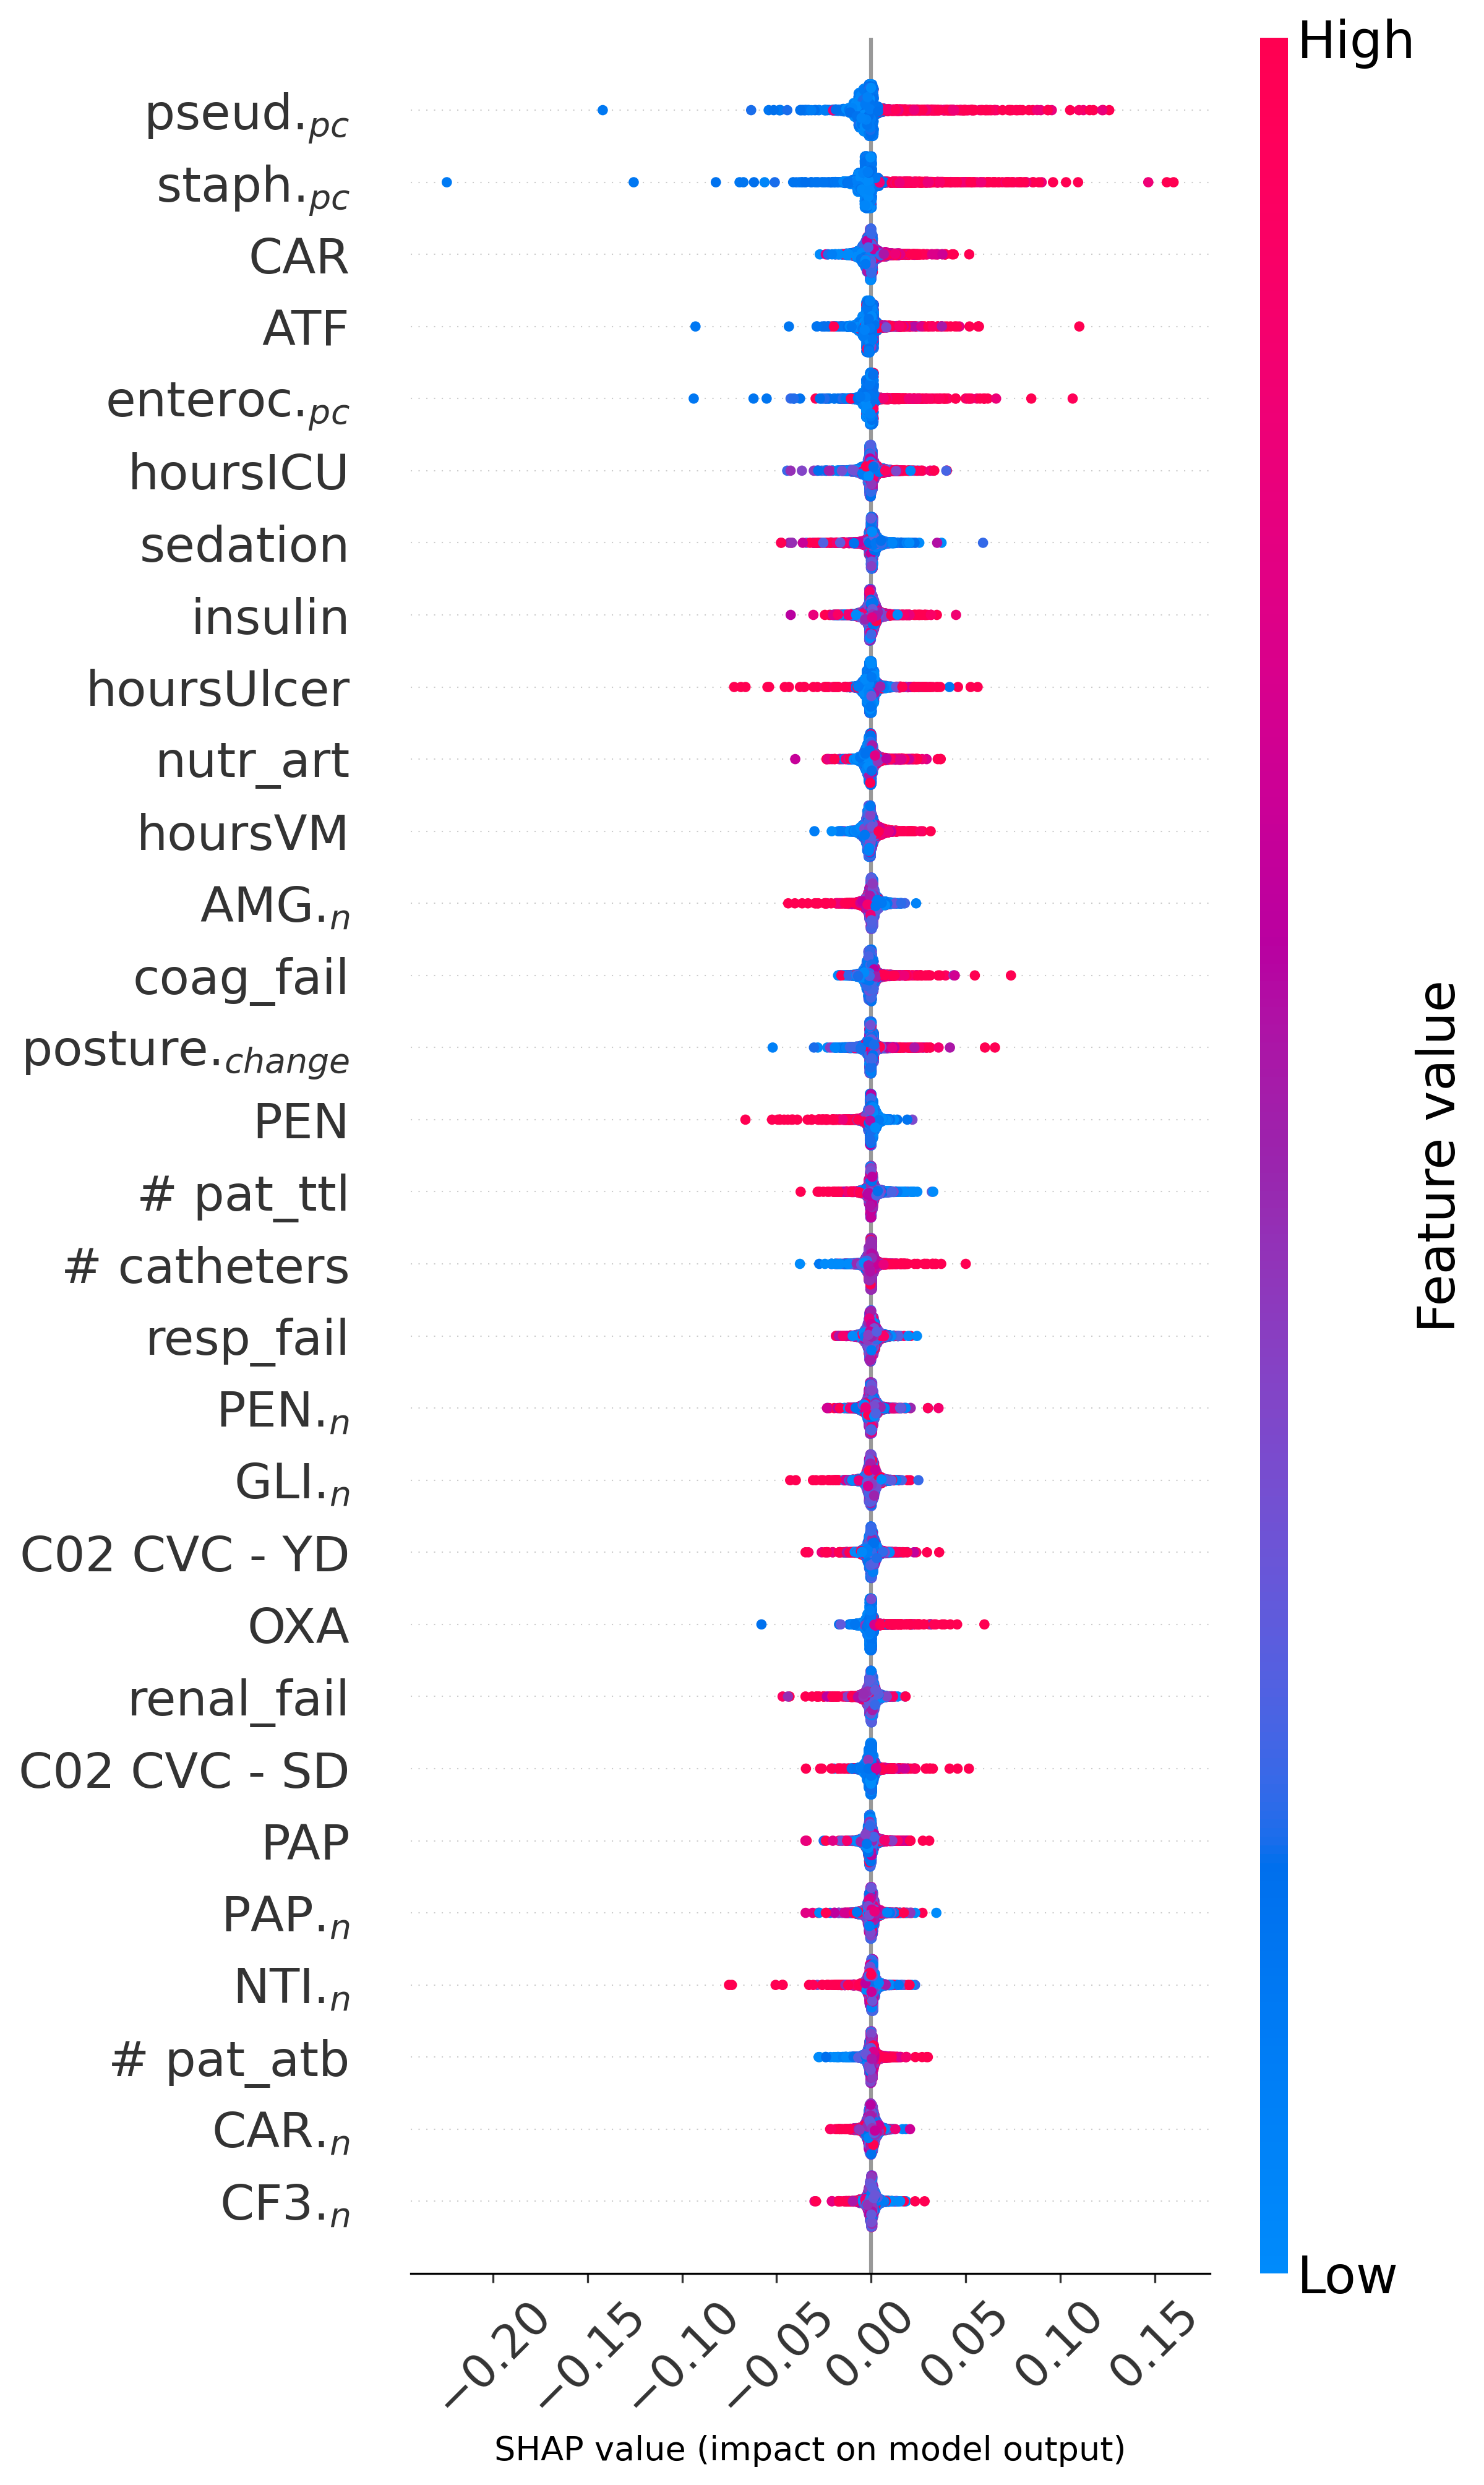 High
pseud.pc
staph.pc
CAR
ATF
enteroc.pc
hoursICU
sedation
insulin
hoursUlcer
nutr_art
hoursVM
AMG.n
coag_fail
posture.change
PEN
# pat_ttl
# catheters
resp_fail
PEN.n
GLI.n
C02 CVC - YD
OXA
renal_fail
C02 CVC - SD
PAP
PAP.n
NTI.n
# pat_atb
CAR.n
CF3.n
Feature value
Low
−0.20 −0.15 −0.10 −0.05 0.00 0.05 0.10 0.15
SHAP value (impact on model output)